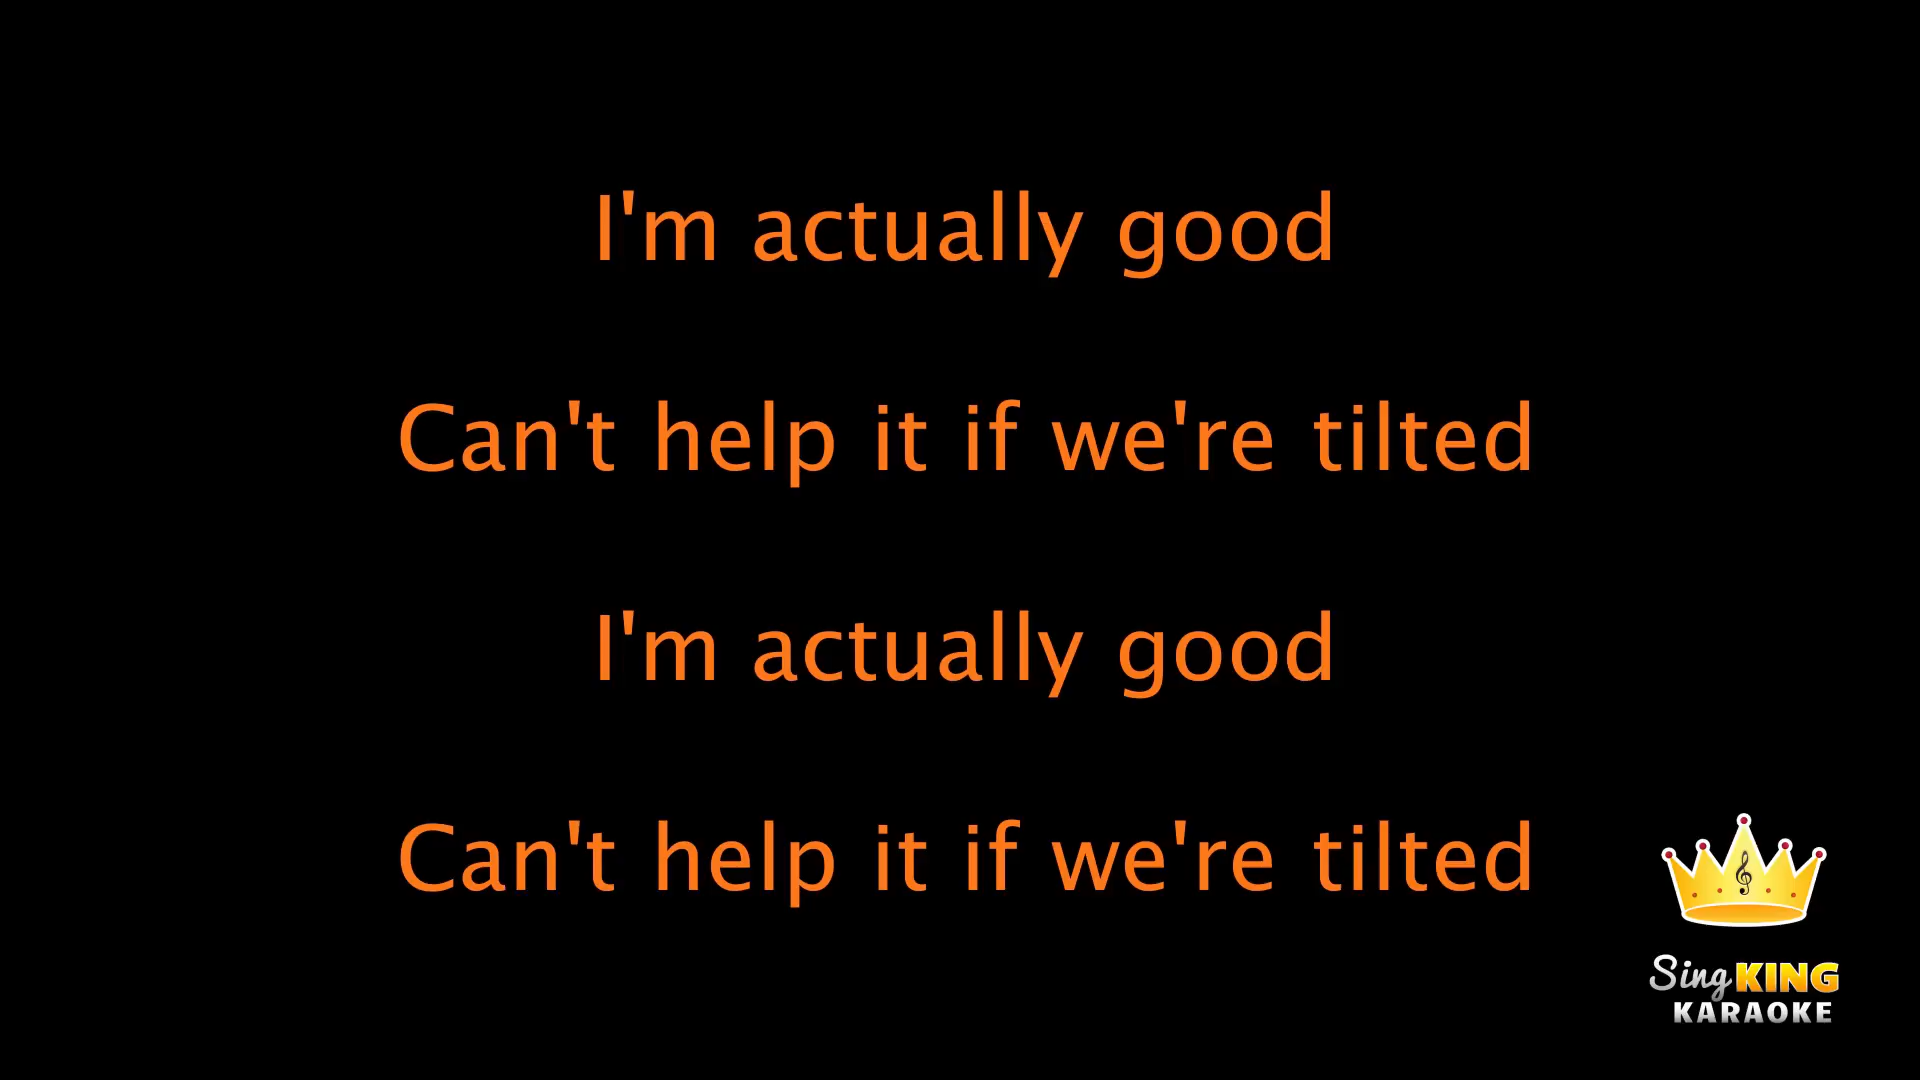 I'm actually good
Can't help it if we're tilted
I'm actually good
Can't help it if we're tilted
Sing KING
KARAOKE